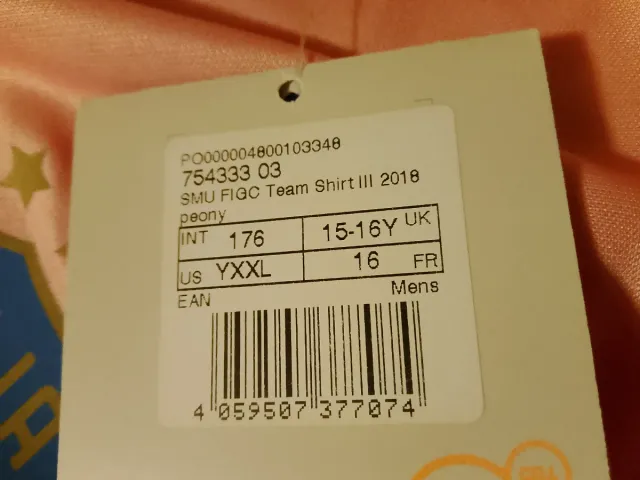 PO000004800103348
754333 03
SMU FIGC Team Shirt III 2018
peony
INT 176 15-16Y UK
US YXXL 16 FR
EAN Mens
4 059507 377074
IA